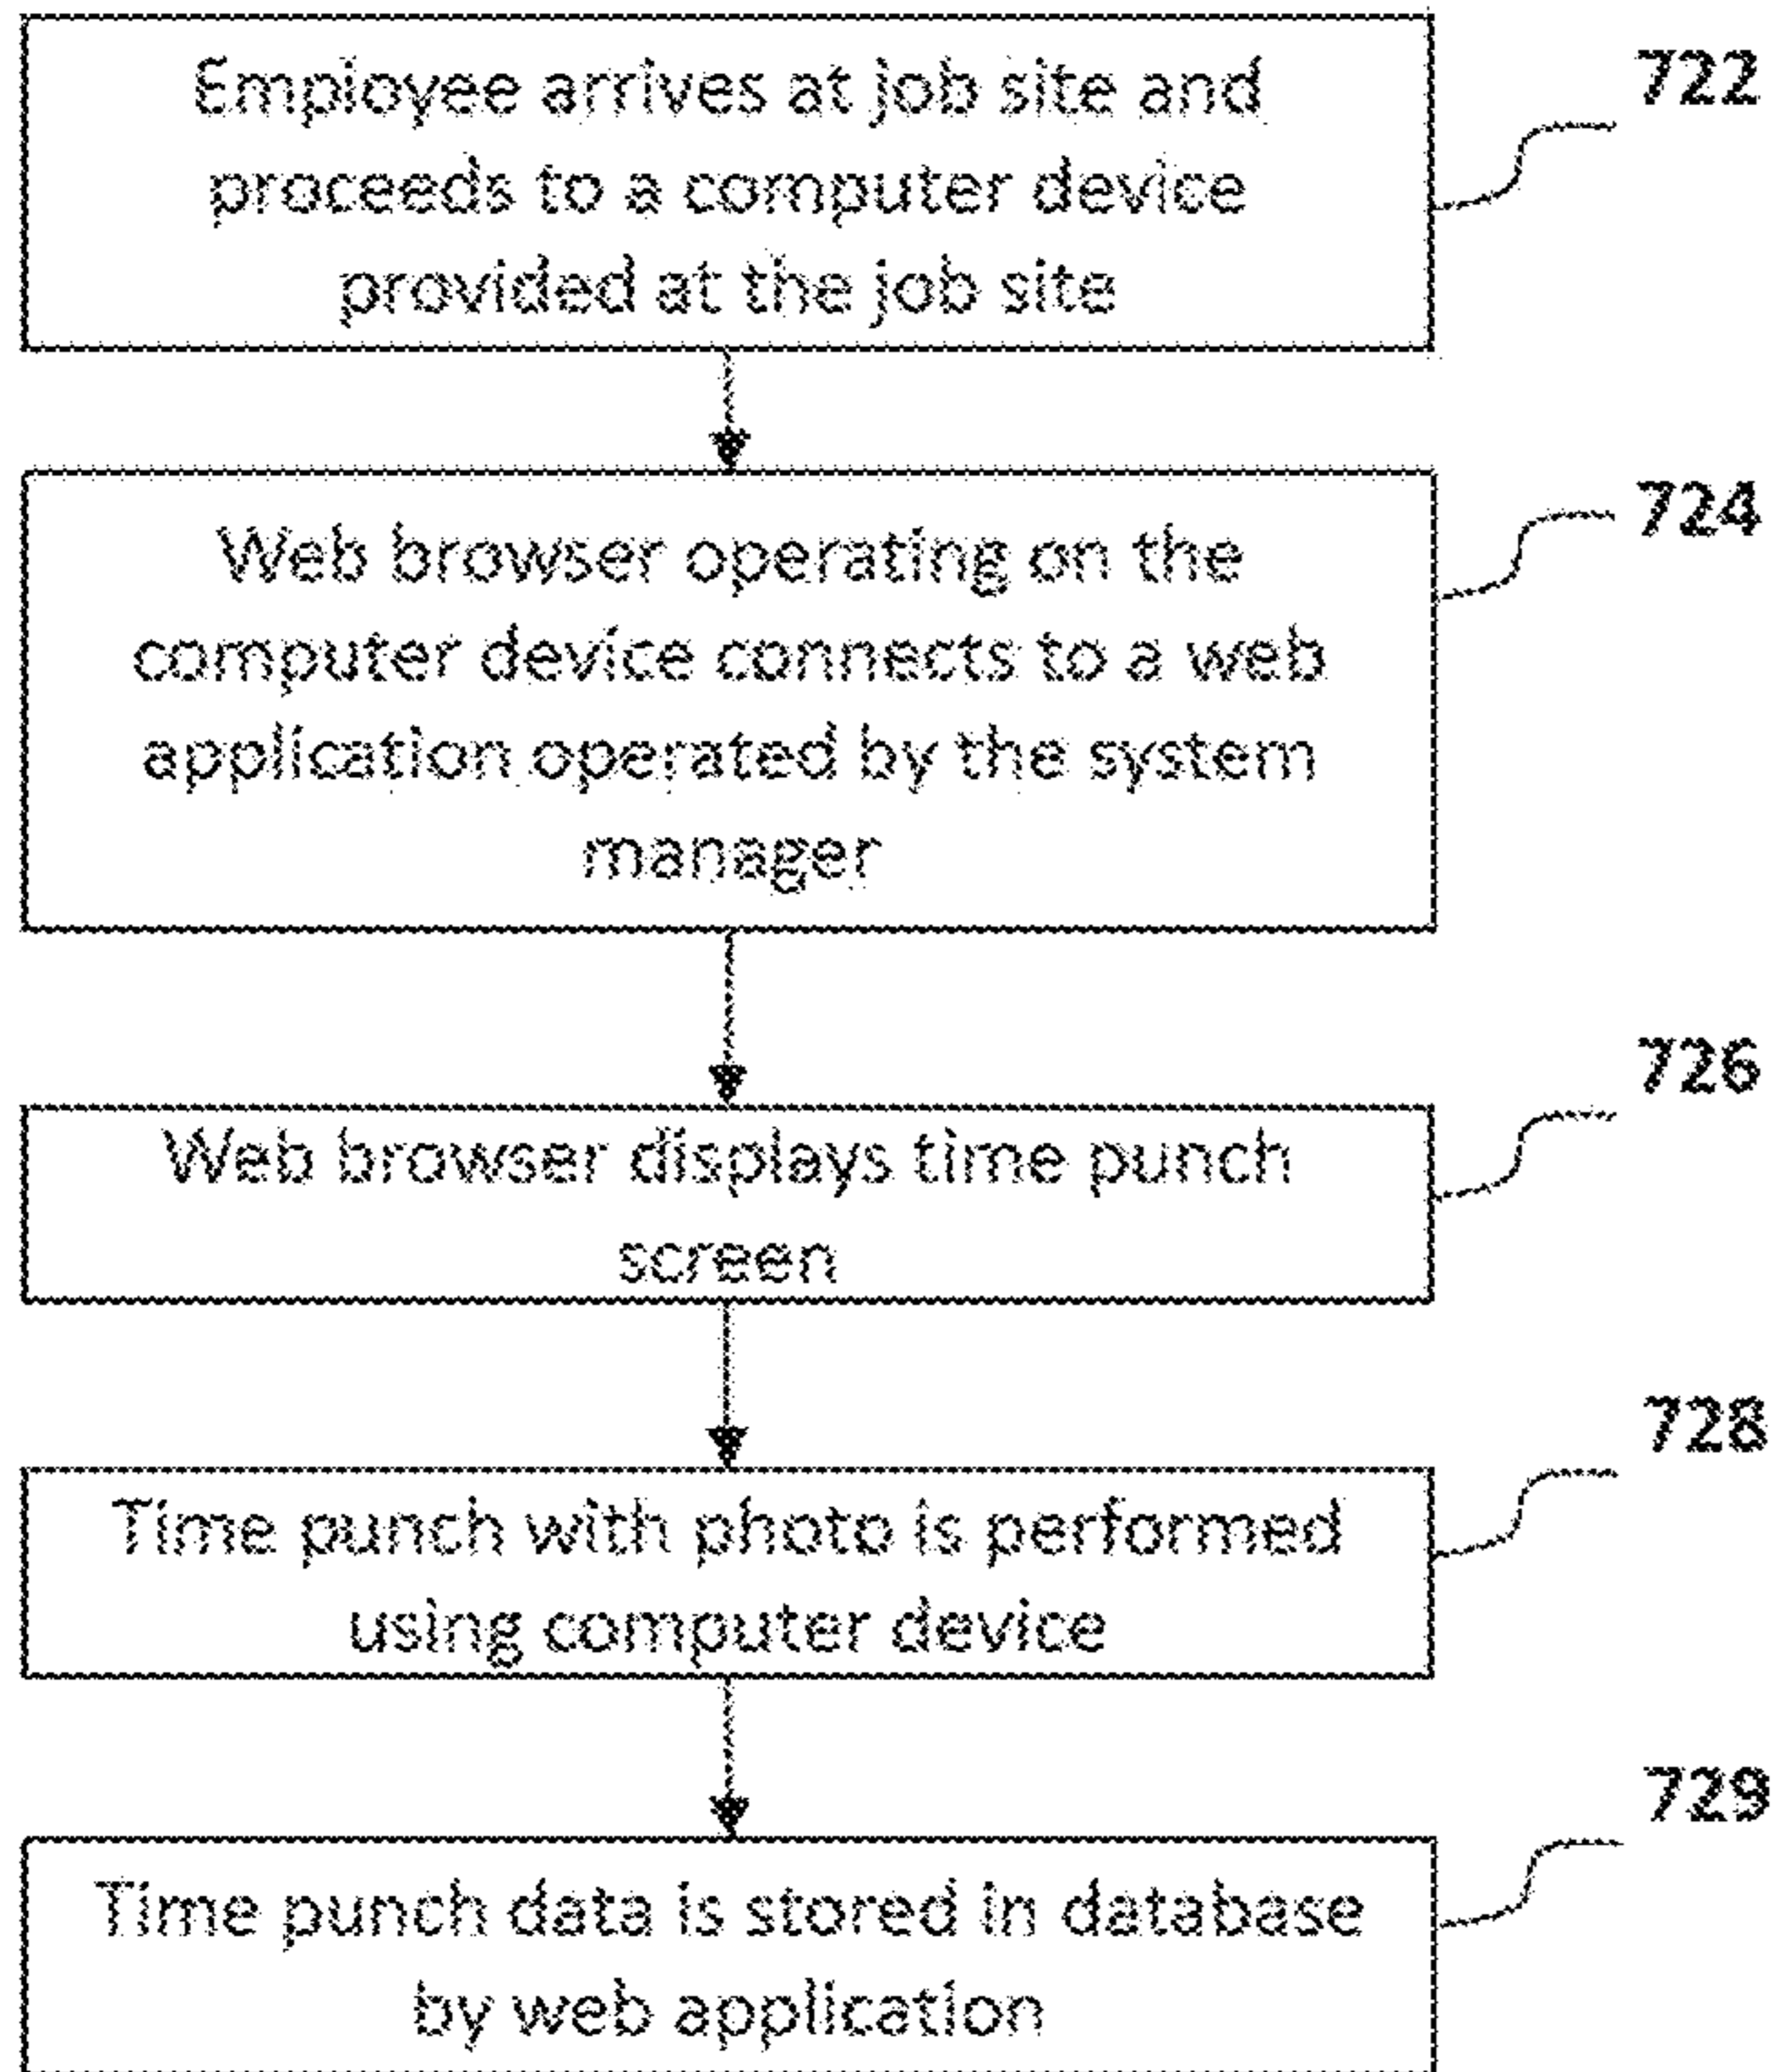 Employee arrives at job site and
proceeds to a computer device
provided at the job site
722
Web browser operating on the
computer device connects to a web
application operated by the system
manager
724
Web browser displays time punch
screen
726
Time punch with photo is performed
using computer device
728
Time punch data is stored in database
by web application
729